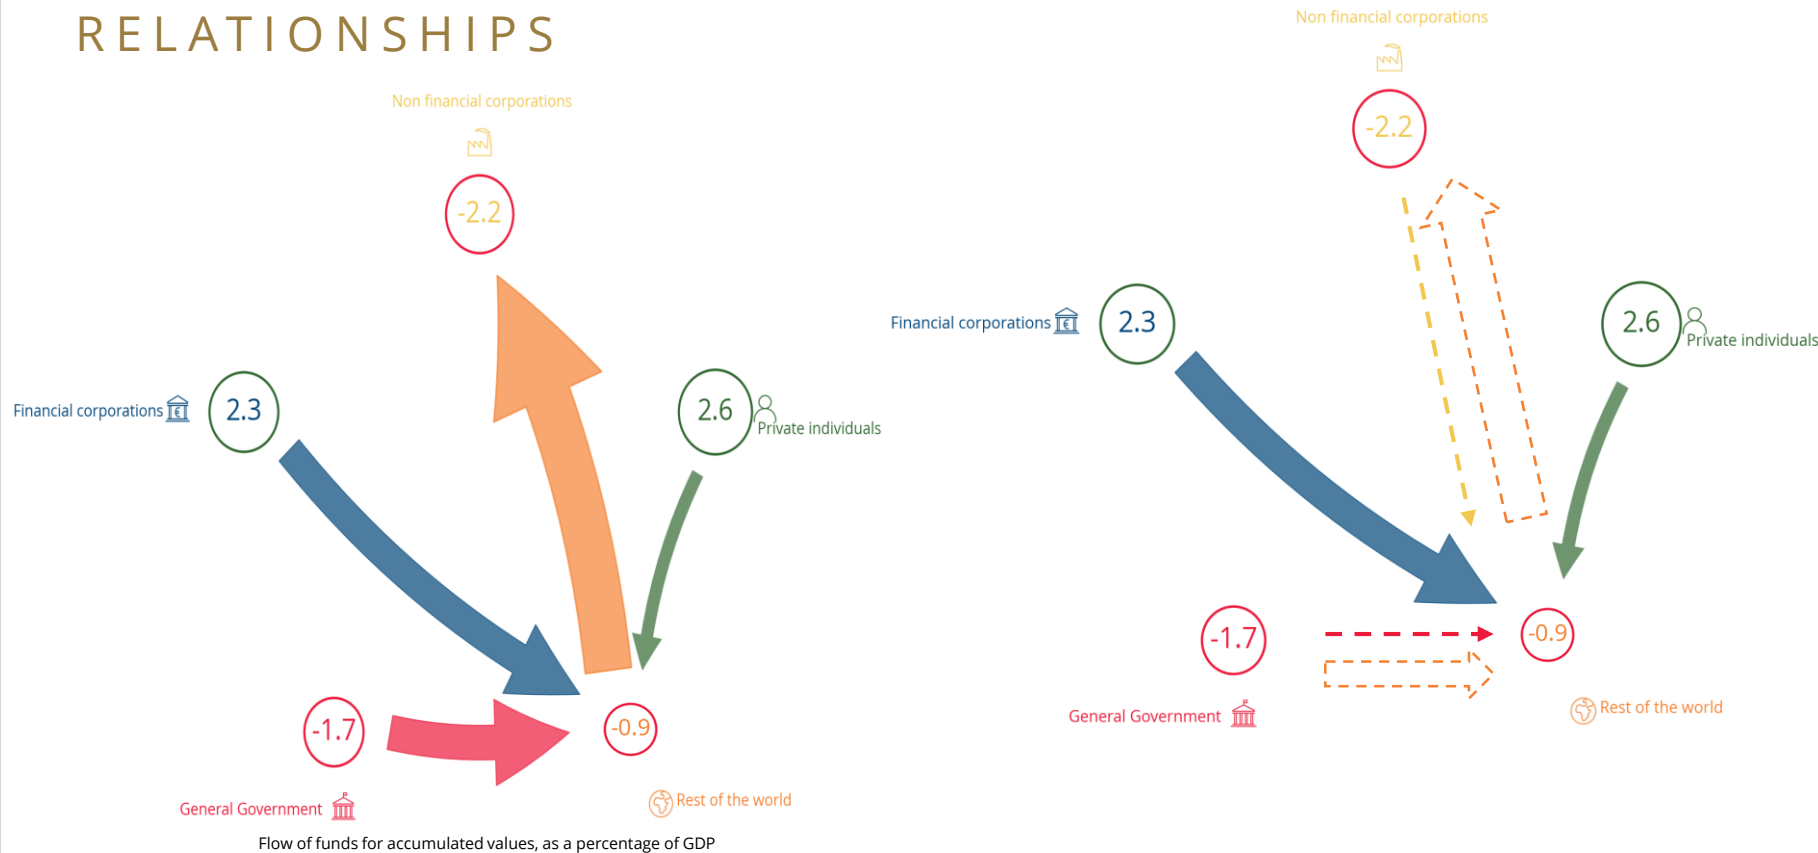 RELATIONSHIPS
Non financial corporations
-2.2
Financial corporations
€
2.3
2.6
Private individuals
-1.7
-0.9
General Government
Rest of the world
Flow of funds for accumulated values, as a percentage of GDP
Non financial corporations
-2.2
Financial corporations
€
2.3
2.6
Private individuals
-1.7
-0.9
General Government
Rest of the world